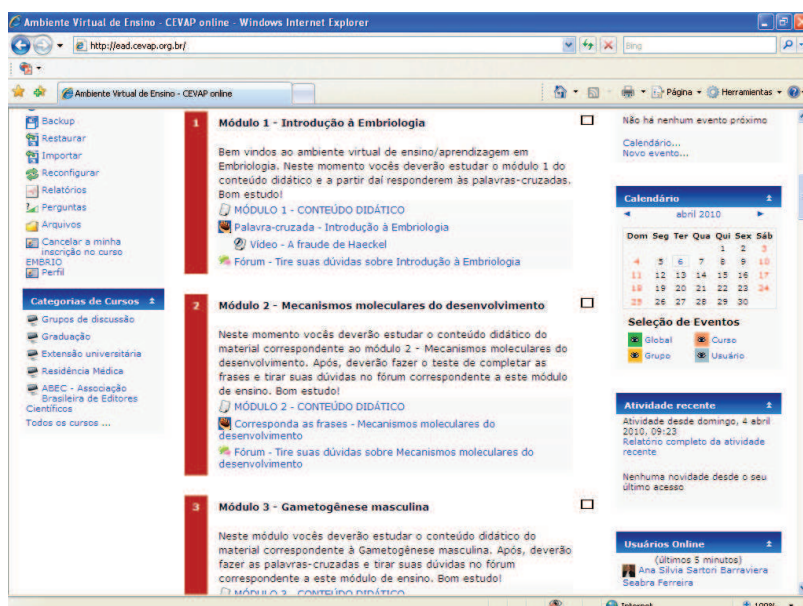 Ambiente Virtual de Ensino - CEVAP online - Windows Internet Explorer
http://ead.cevap.org.br/
Bing
Ambiente Virtual de Ensino - CEVAP online
Página
Herramientas
Backup
Restaurar
Importar
Reconfigurar
Relatórios
Perguntas
Arquivos
Cancelar a minha
inscrição no curso
EMBRIO
Perfil
Categorias de Cursos
Grupos de discussão
Graduação
Extensão universitária
Residência Médica
ABEC - Associação
Brasileira de Editores
Científicos
Todos os cursos ...
1
Módulo 1 - Introdução à Embriologia
Bem vindos ao ambiente virtual de ensino/aprendizagem em
Embriologia. Neste momento vocês deverão estudar o módulo 1 do
conteúdo didático e a partir daí responderem às palavras-cruzadas.
Bom estudo!
MÓDULO 1 - CONTEÚDO DIDÁTICO
Palavra-cruzada - Introdução à Embriologia
Vídeo - A fraude de Haeckel
Fórum - Tire suas dúvidas sobre Introdução à Embriologia
2
Módulo 2 - Mecanismos moleculares do desenvolvimento
Neste momento vocês deverão estudar o conteúdo didático do
material correspondente ao módulo 2 - Mecanismos moleculares do
desenvolvimento. Após, deverão fazer o teste de completar as
frases e tirar suas dúvidas no fórum correspondente a este módulo
de ensino. Bom estudo!
MÓDULO 2 - CONTEÚDO DIDÁTICO
Corresponda as frases - Mecanismos moleculares do
desenvolvimento
Fórum - Tire suas dúvidas sobre Mecanismos moleculares do
desenvolvimento
3
Módulo 3 - Gametogênese masculina
Neste módulo vocês deverão estudar o conteúdo didático do
material correspondente à Gametogênese masculina. Após, deverão
fazer as palavras-cruzadas e tirar suas dúvidas no fórum
correspondente a este módulo de ensino. Bom estudo!
MÓDULO 3 - CONTEÚDO DIDÁTICO
Não há nenhum evento próximo
Calendário...
Novo evento...
Calendário
abril 2010
Dom Seg Ter Qua Qui Sex Sáb
1 2 3
4 5 6 7 8 9 10
11 12 13 14 15 16 17
18 19 20 21 22 23 24
25 26 27 28 29 30
Seleção de Eventos
Global Curso
Grupo Usuário
Atividade recente
Atividade desde domingo, 4 abril
2010, 09:23
Relatório completo da atividade
recente
Nenhuma novidade desde o seu
último acesso
Usuários Online
(últimos 5 minutos)
Ana Silvia Sartori Barraviera
Seabra Ferreira
Internet
100%